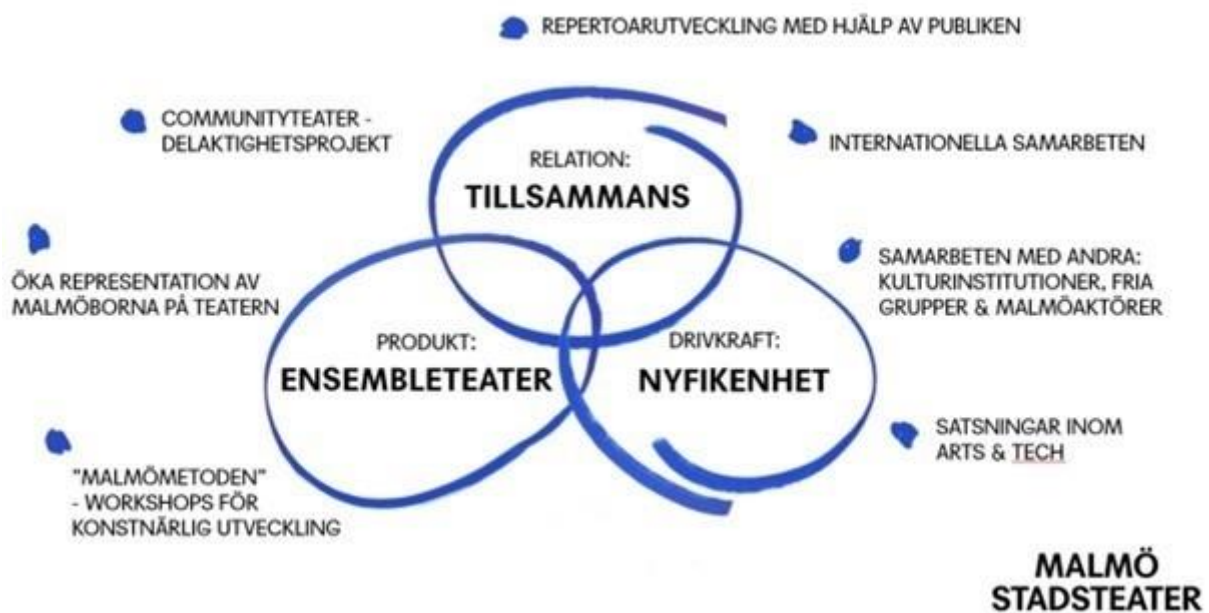 REPERTOARUTVECKLING MED HJÄLP AV PUBLIKEN
COMMUNITYTEATER -
DELAKTIGHETSPROJEKT
INTERNATIONELLA SAMARBETEN
RELATION:
TILLSAMMANS
ÖKA REPRESENTATION AV
MALMÖBORNA PÅ TEATERN
SAMARBETEN MED ANDRA:
KULTURINSTITUTIONER, FRIA
GRUPPER & MALMÖAKTÖRER
PRODUKT:
ENSEMBLETEATER
DRIVKRAFT:
NYFIKENHET
"MALMÖMETODEN"
- WORKSHOPS FÖR
KONSTNÄRLIG UTVECKLING
SATSNINGAR INOM
ARTS & TECH
MALMÖ
STADSTEATER